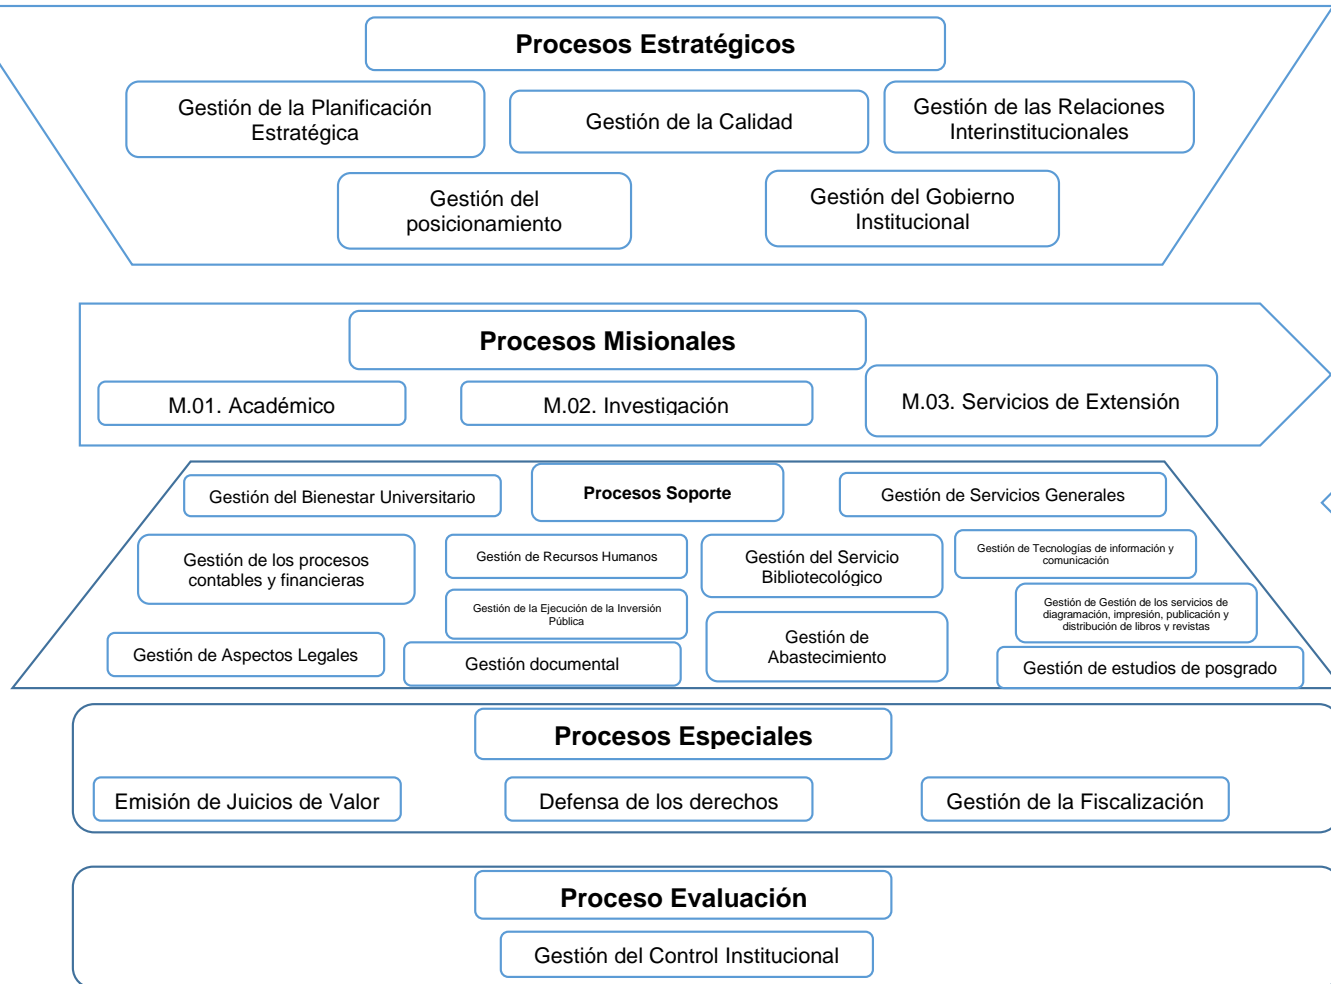 Procesos Estratégicos
Gestión de la Planificación
Estratégica
Gestión de la Calidad
Gestión de las Relaciones
Interinstitucionales
Gestión del
posicionamiento
Gestión del Gobierno
Institucional
Procesos Misionales
M.01. Académico
M.02. Investigación
M.03. Servicios de Extensión
Gestión del Bienestar Universitario
Procesos Soporte
Gestión de Servicios Generales
Gestión de los procesos
contables y financieras
Gestión de Recursos Humanos
Gestión del Servicio
Bibliotecológico
Gestión de Tecnologías de información y
comunicación
Gestión de la Ejecución de la Inversión
Pública
Gestión de Gestión de los servicios de
diagramación, impresión, publicación y
distribución de libros y revistas
Gestión de Aspectos Legales
Gestión documental
Gestión de
Abastecimiento
Gestión de estudios de posgrado
Procesos Especiales
Emisión de Juicios de Valor
Defensa de los derechos
Gestión de la Fiscalización
Proceso Evaluación
Gestión del Control Institucional